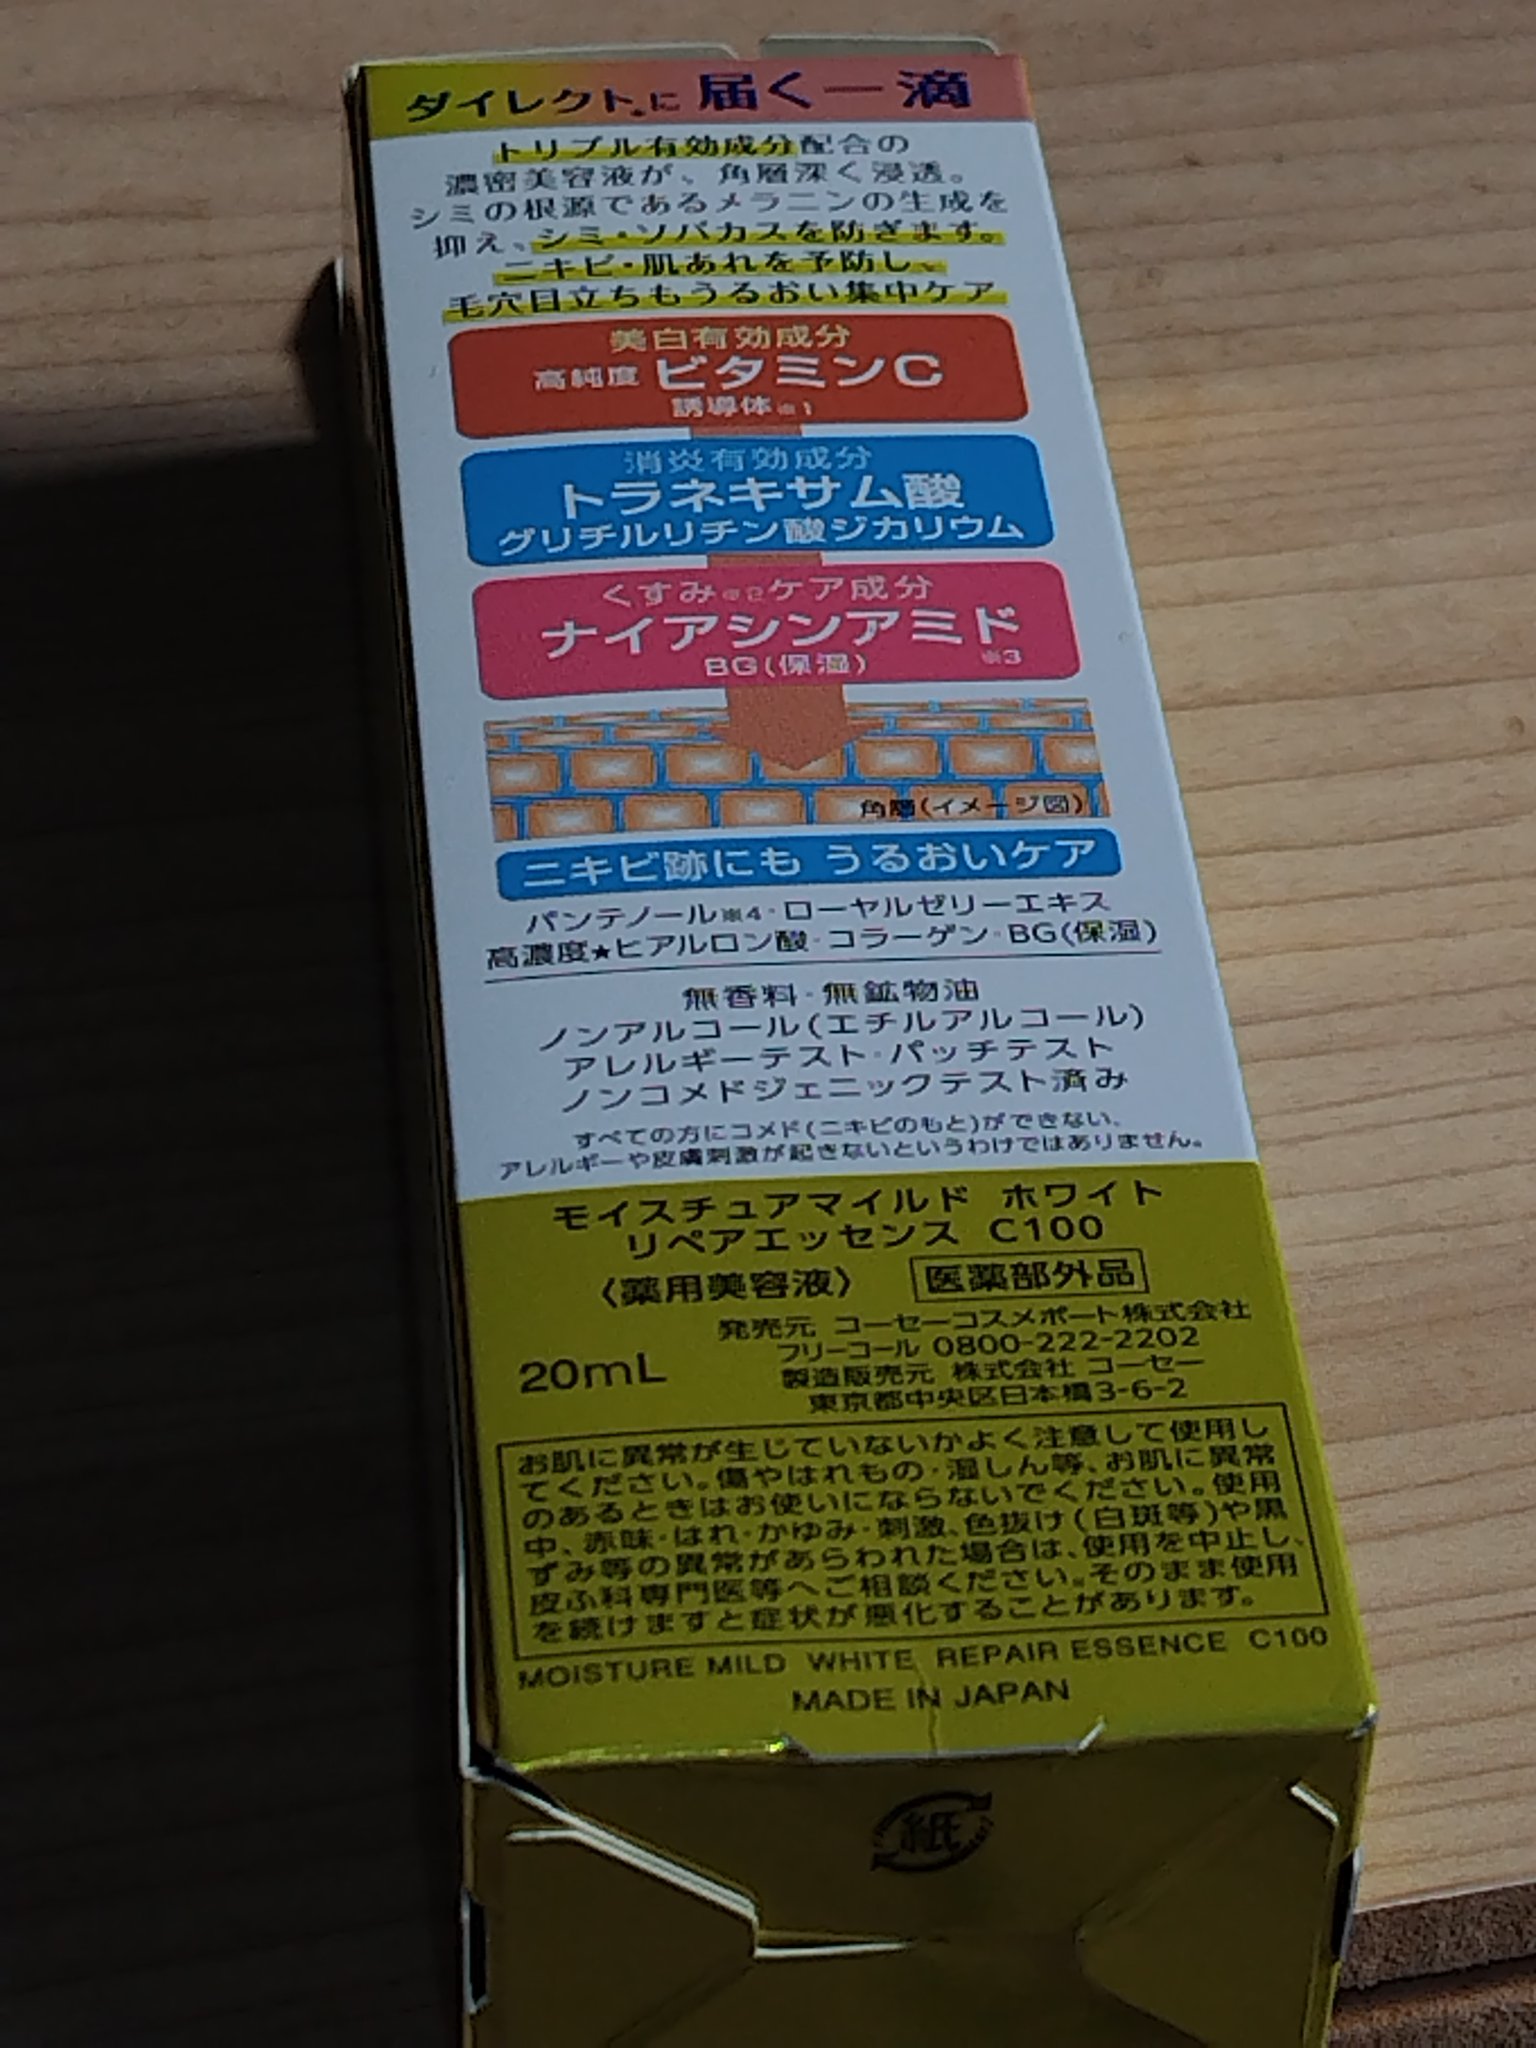 ダイレクト★に 届く一滴
トリプル有効成分配合の
濃密美容液が、角層深く浸透。
シミの根源であるメラニンの生成を
抑え、シミ・ソバカスを防ぎます。
ニキビ・肌あれを予防し、
毛穴目立ちもうるおい集中ケア
美白有効成分
高純度 ビタミンC
誘導体※1
消炎有効成分
トラネキサム酸
グリチルリチン酸ジカリウム
くすみ※2ケア成分
ナイアシンアミド
BG(保湿) ※3
角層(イメージ図)
ニキビ跡にも うるおいケア
パンテノール※4・ローヤルゼリーエキス
高濃度★ヒアルロン酸・コラーゲン・BG(保湿)
無香料・無鉱物油
ノンアルコール(エチルアルコール)
アレルギーテスト・パッチテスト
ノンコメドジェニックテスト済み
すべての方にコメド(ニキビのもと)ができない、
アレルギーや皮膚刺激が起きないというわけではありません。
モイスチュアマイルド ホワイト
リペアエッセンス C100
〈薬用美容液〉 医薬部外品
発売元 コーセーコスメポート株式会社
フリーコール 0800-222-2202
20mL
製造販売元 株式会社 コーセー
東京都中央区日本橋3-6-2
お肌に異常が生じていないかよく注意して使用し
てください。傷やはれもの・湿しん等、お肌に異常
のあるときはお使いにならないでください。使用
中、赤味・はれ・かゆみ・刺激、色抜け(白斑等)や黒
ずみ等の異常があらわれた場合は、使用を中止し、
皮ふ科専門医等へご相談ください。そのまま使用
を続けますと症状が悪化することがあります。
MOISTURE MILD WHITE REPAIR ESSENCE C100
MADE IN JAPAN
紙